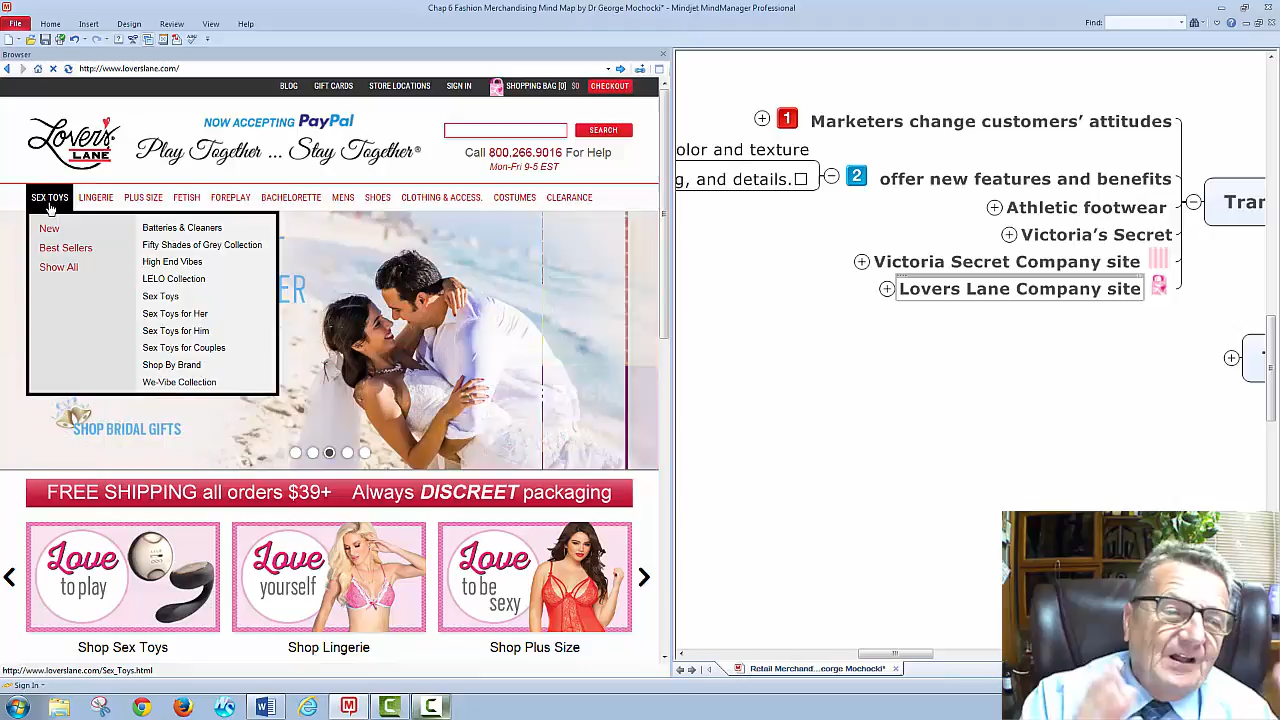 Chap 6 Fashion Merchandising Mind Map by Dr George Mochocki* - Mindjet MindManager Professional
File Home Insert Design Review View Help
Find:
Browser
http://www.loverslane.com/
BLOG GIFT CARDS STORE LOCATIONS SIGN IN SHOPPING BAG [0] $0 CHECKOUT
Lovers LANE
NOW ACCEPTING PayPal
Play Together ... Stay Together®
SEARCH
Call 800.266.9016 For Help
Mon-Fri 9-5 EST
SEX TOYS LINGERIE PLUS SIZE FETISH FOREPLAY BACHELORETTE MENS SHOES CLOTHING & ACCESS. COSTUMES CLEARANCE
New
Best Sellers
Show All
Batteries & Cleaners
Fifty Shades of Grey Collection
High End Vibes
LELO Collection
Sex Toys
Sex Toys for Her
Sex Toys for Him
Sex Toys for Couples
Shop By Brand
We-Vibe Collection
ER
SHOP BRIDAL GIFTS
FREE SHIPPING all orders $39+ Always DISCREET packaging
Love to play
Love yourself
Love to be sexy
Shop Sex Toys
Shop Lingerie
Shop Plus Size
http://www.loverslane.com/Sex_Toys.html
Sign In
1 Marketers change customers’ attitudes
olor and texture
g, and details.
2 offer new features and benefits
Athletic footwear
Victoria’s Secret
Victoria Secret Company site
Lovers Lane Company site
Trar
Retail Merchand...eorge Mochocki*